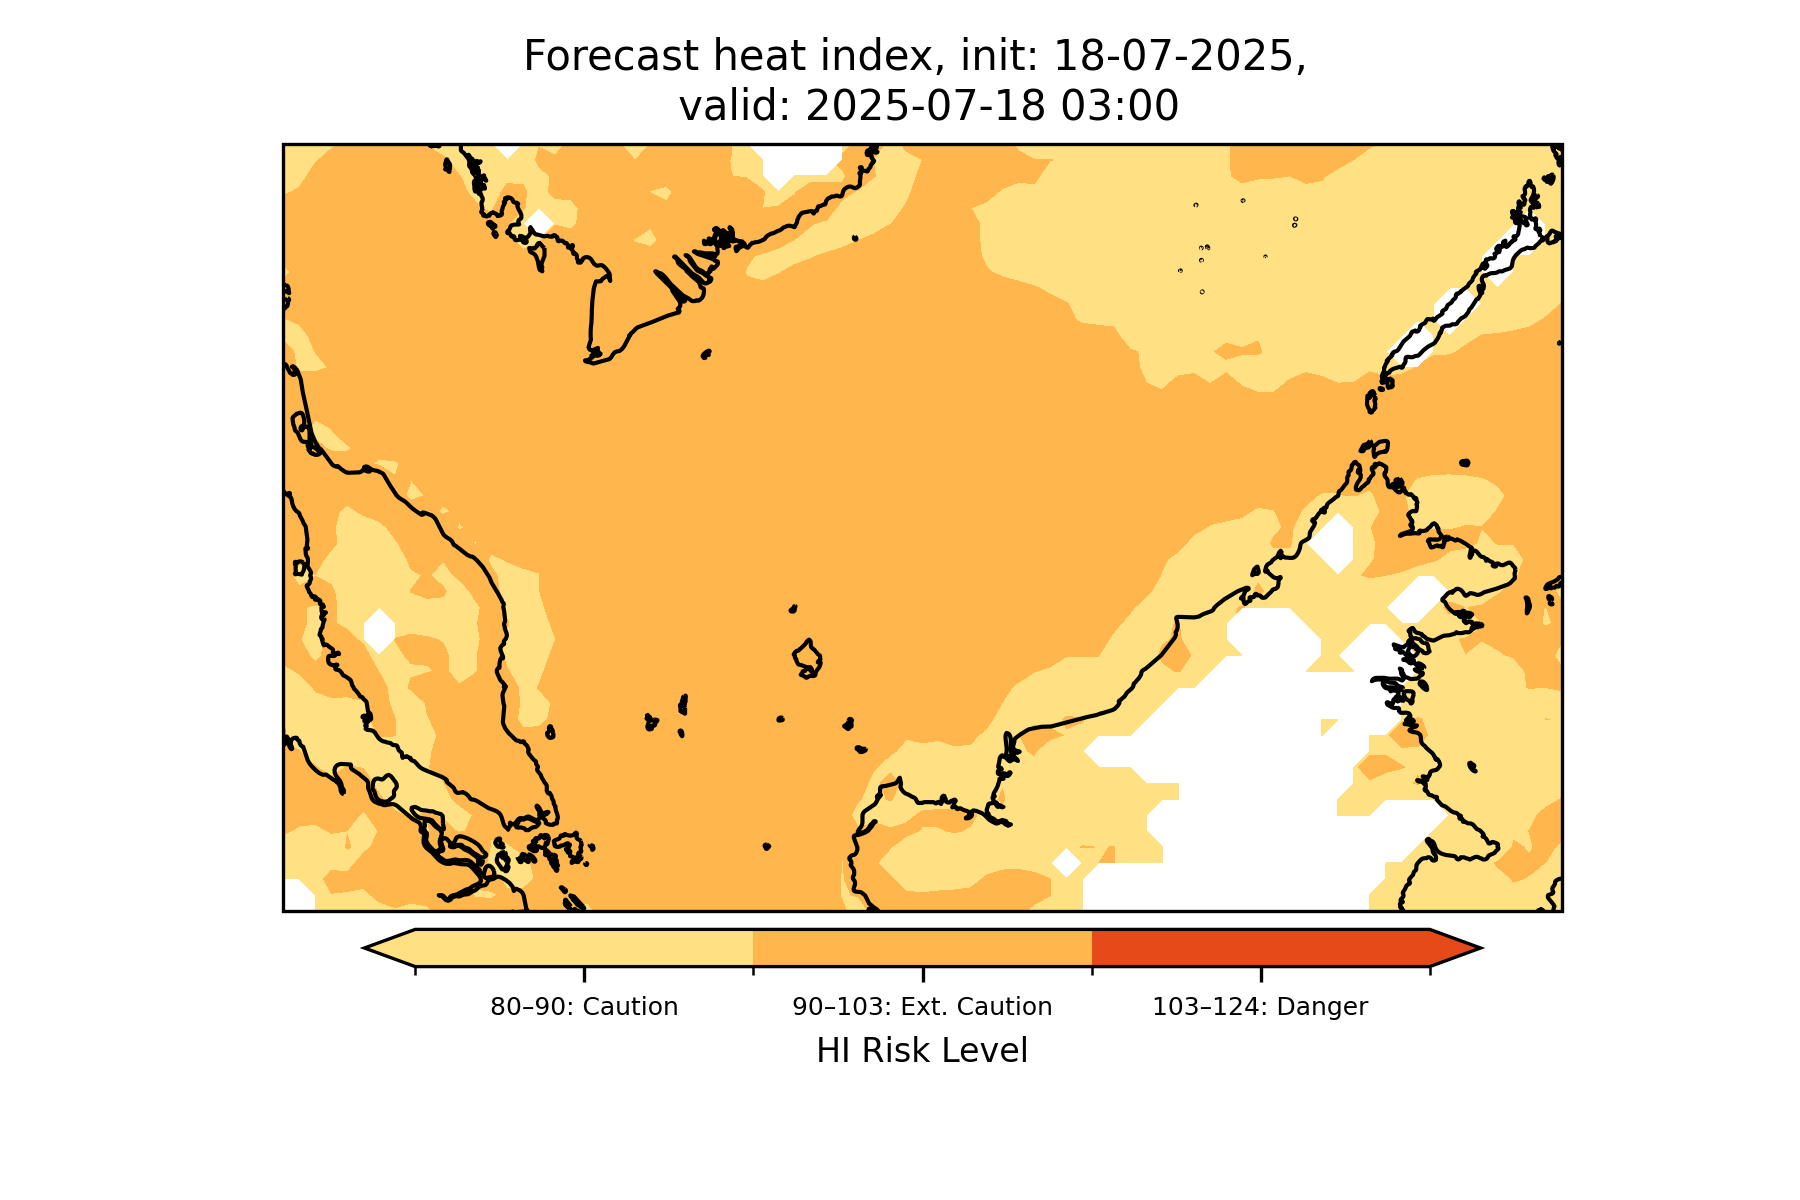 Forecast heat index, init: 18-07-2025,
valid: 2025-07-18 03:00
80–90: Caution
90–103: Ext. Caution
103–124: Danger
HI Risk Level